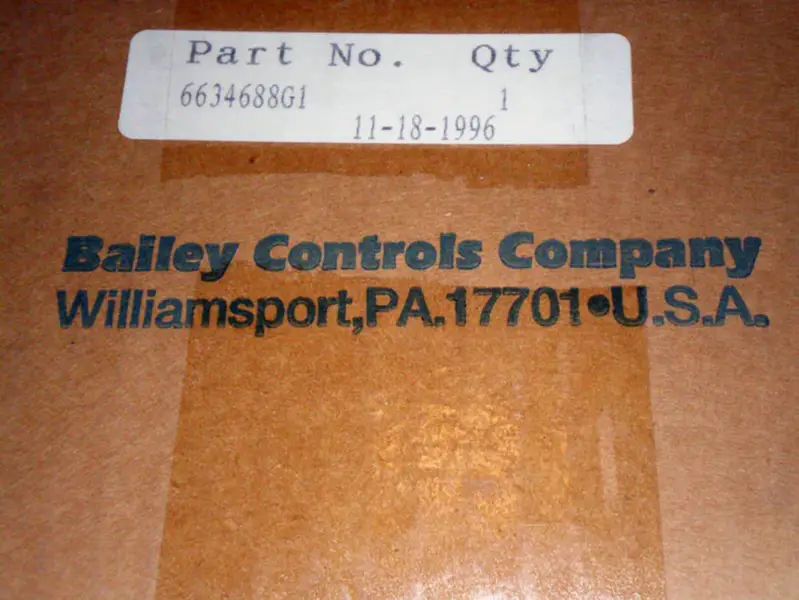 Part No. Qty
6634688G1 1
11-18-1996
Bailey Controls Company
Williamsport,PA.17701•U.S.A.